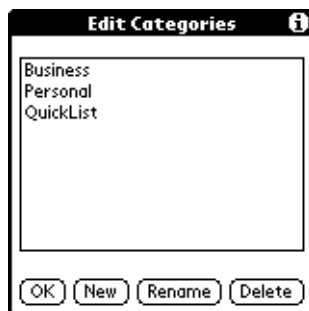 Edit Categories i
Business
Personal
QuickList
OK New Rename Delete